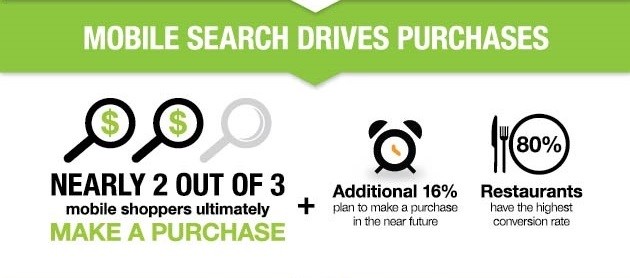 MOBILE SEARCH DRIVES PURCHASES
$ $
NEARLY 2 OUT OF 3
mobile shoppers ultimately
MAKE A PURCHASE
+
Additional 16%
plan to make a purchase
in the near future
80%
Restaurants
have the highest
conversion rate